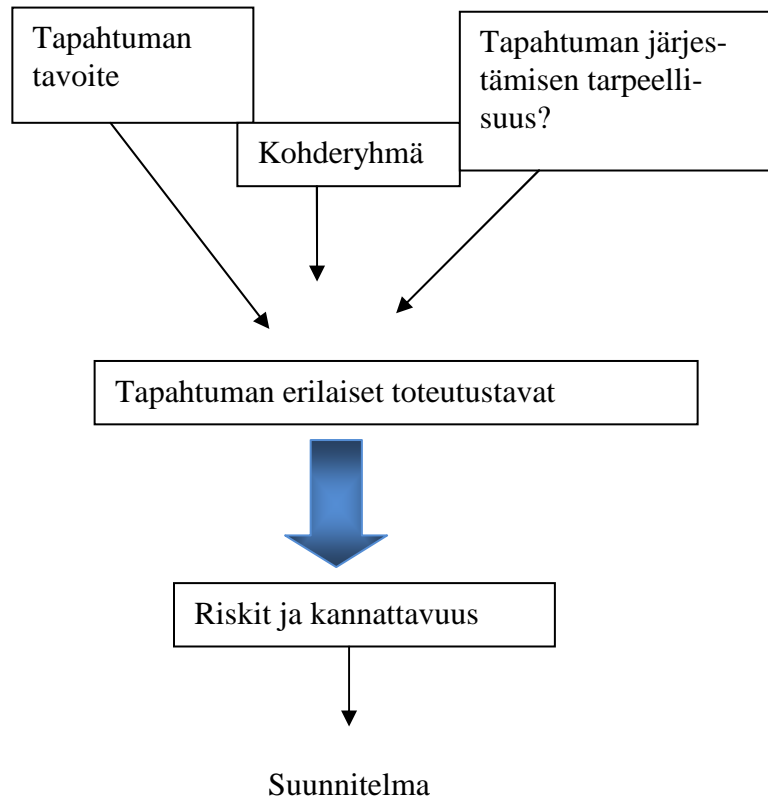 Tapahtuman
tavoite
Kohderyhmä
Tapahtuman järjes-
tämisen tarpeelli-
suus?
Tapahtuman erilaiset toteutustavat
Riskit ja kannattavuus
Suunnitelma